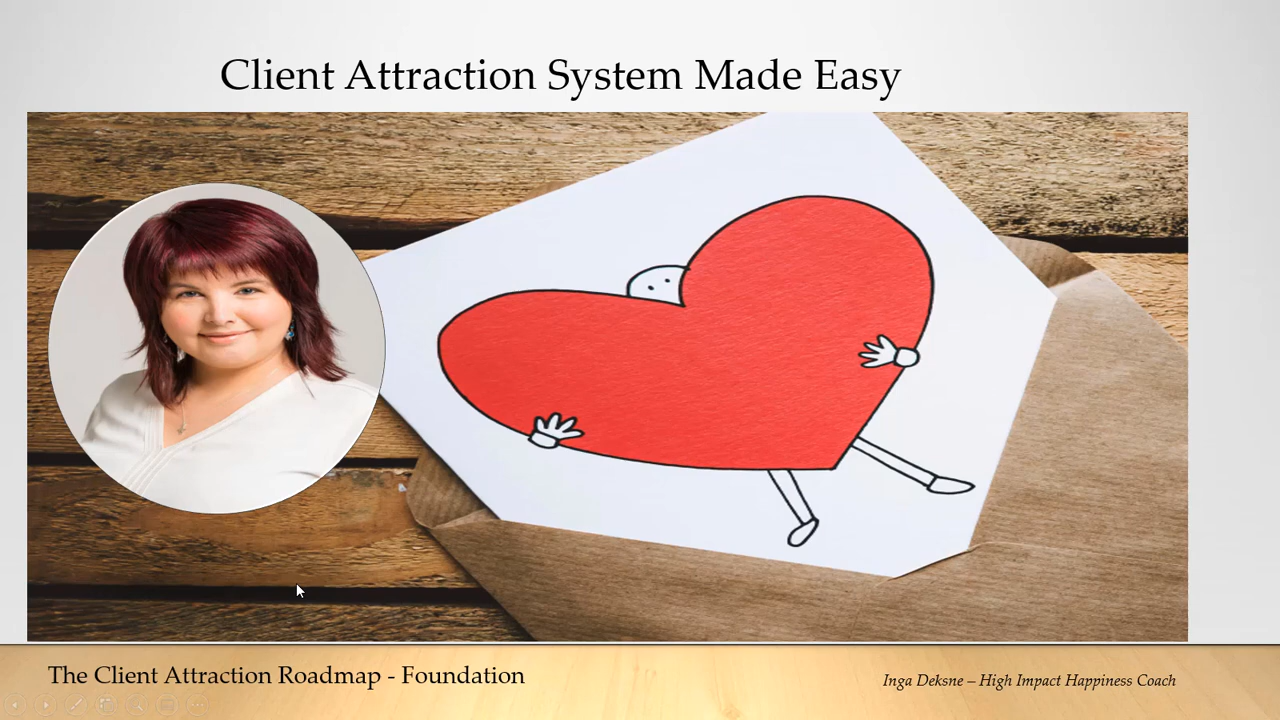 Client Attraction System Made Easy
The Client Attraction Roadmap - Foundation
Inga Deksne – High Impact Happiness Coach